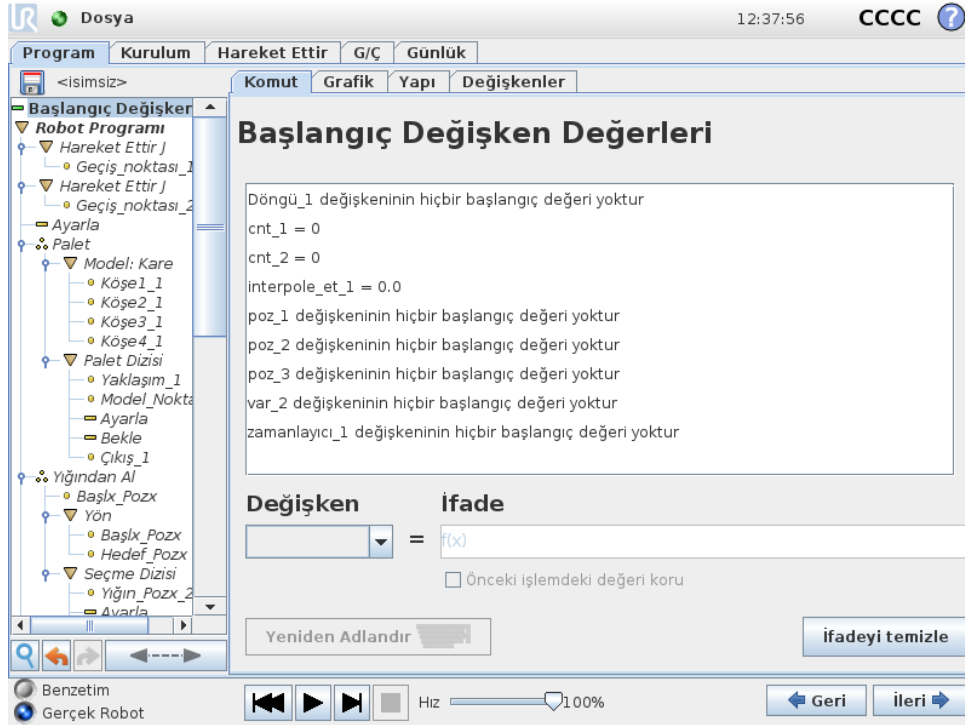 UR Dosya 12:37:56 CCCC ?
Program Kurulum Hareket Ettir G/Ç Günlük
<isimsiz>
Komut Grafik Yapı Değişkenler
Başlangıç Değişker
Robot Programı
Hareket Ettir J
Geçiş_noktası_1
Hareket Ettir J
Geçiş_noktası_2
Ayarla
Palet
Model: Kare
Köşe1_1
Köşe2_1
Köşe3_1
Köşe4_1
Palet Dizisi
Yaklaşım_1
Model_Nokta
Ayarla
Bekle
Çıkış_1
Yığından Al
Başlx_Pozx
Yön
Başlx_Pozx
Hedef_Pozx
Seçme Dizisi
Yığın_Pozx_2
Ayarla
Başlangıç Değişken Değerleri
Döngü_1 değişkeninin hiçbir başlangıç değeri yoktur
cnt_1 = 0
cnt_2 = 0
interpole_et_1 = 0.0
poz_1 değişkeninin hiçbir başlangıç değeri yoktur
poz_2 değişkeninin hiçbir başlangıç değeri yoktur
poz_3 değişkeninin hiçbir başlangıç değeri yoktur
var_2 değişkeninin hiçbir başlangıç değeri yoktur
zamanlayıcı_1 değişkeninin hiçbir başlangıç değeri yoktur
Değişken İfade
= f(x)
Önceki işlemdeki değeri koru
Yeniden Adlandır
İfadeyi temizle
Benzetim
Gerçek Robot
Hız 100%
Geri İleri